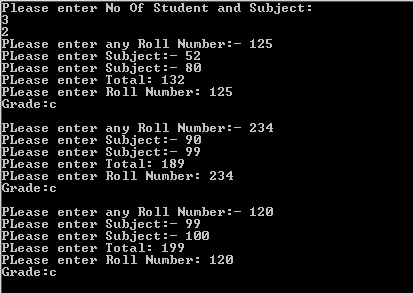 Please enter No Of Student and Subject:
3
2
PLease enter any Roll Number:- 125
PLease enter Subject:- 52
PLease enter Subject:- 80
PLease enter Total: 132
PLease enter Roll Number: 125
Grade:c
PLease enter any Roll Number:- 234
PLease enter Subject:- 90
PLease enter Subject:- 99
PLease enter Total: 189
PLease enter Roll Number: 234
Grade:c
PLease enter any Roll Number:- 120
PLease enter Subject:- 99
PLease enter Subject:- 100
PLease enter Total: 199
PLease enter Roll Number: 120
Grade:c